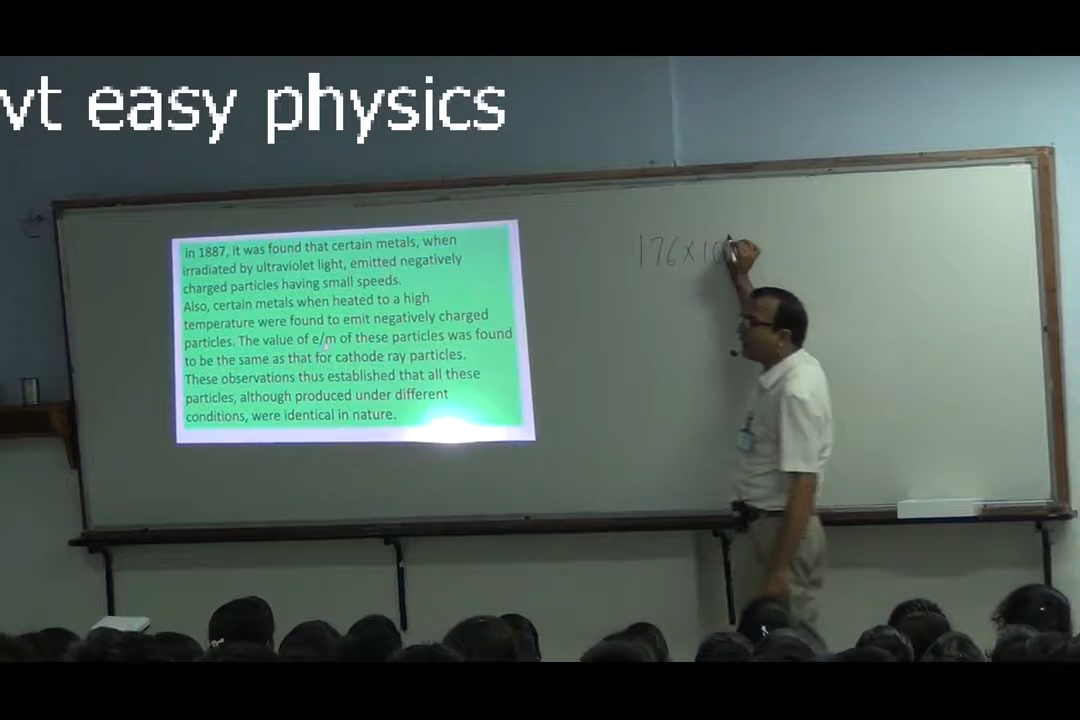 vt easy physics
in 1887, it was found that certain metals, when
irradiated by ultraviolet light, emitted negatively
charged particles having small speeds.
Also, certain metals when heated to a high
temperature were found to emit negatively charged
particles. The value of e/m of these particles was found
to be the same as that for cathode ray particles.
These observations thus established that all these
particles, although produced under different
conditions, were identical in nature.
176×10